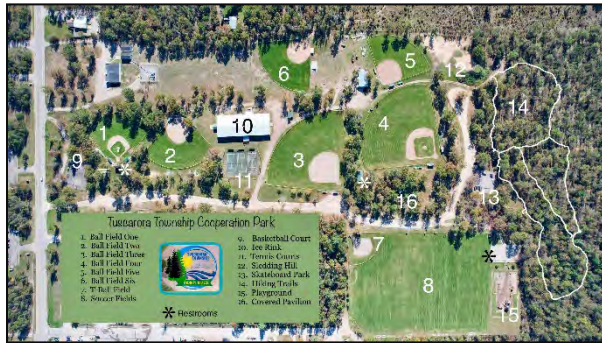 6
5
12
14
1
10
4
2
9
3
11
16
13
Tuscarora Township Cooperation Park
7
1. Ball Field One
2. Ball Field Two
3. Ball Field Three
4. Ball Field Four
5. Ball Field Five
6. Ball Field Six
7. T-Ball Field
8. Soccer Fields
9. Basketball Court
10. Ice Rink
11. Tennis Courts
12. Sledding Hill
13. Skateboard Park
14. Hiking Trails
15. Playground
16. Covered Pavilion
* Restrooms
8
*
15